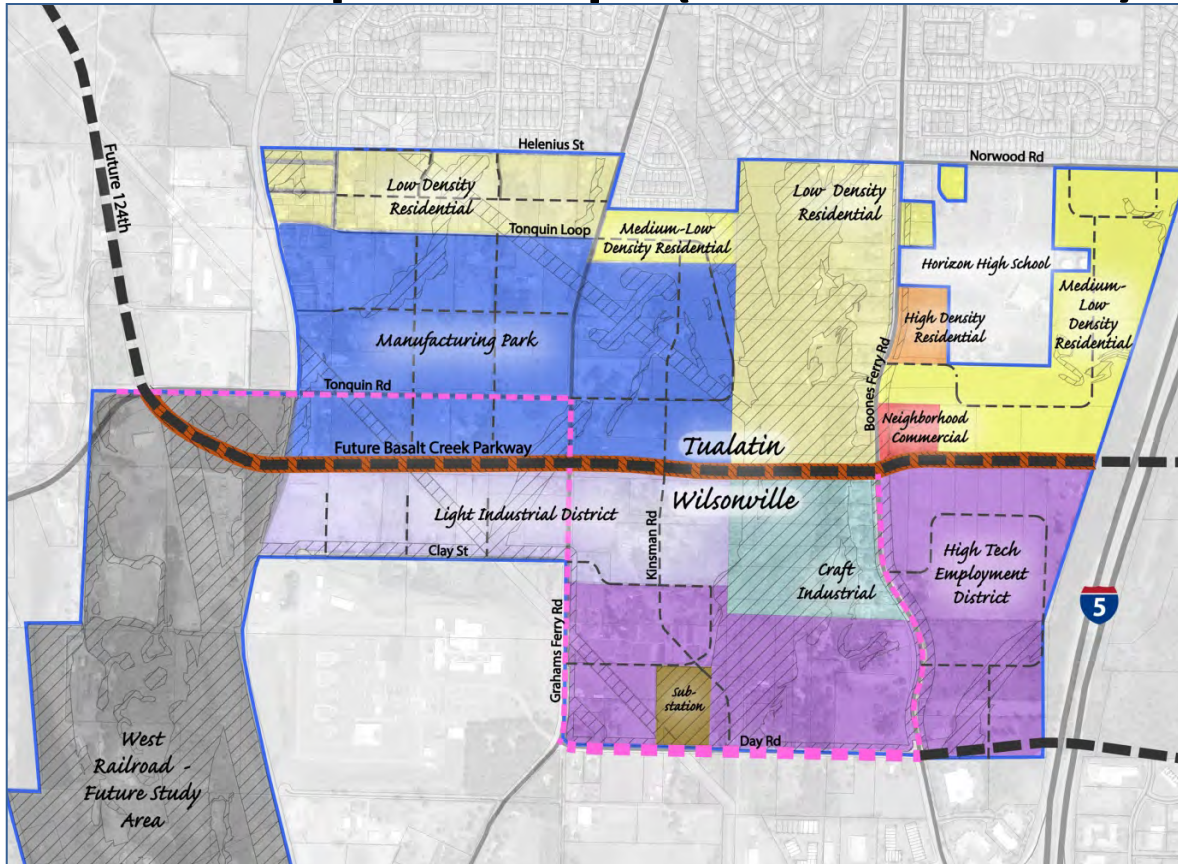 Helenius St
Norwood Rd
Future 124th
Low Density
Residential
Low Density
Residential
Tonquin Loop
Medium-Low
Density Residential
Horizon High School
Medium-
Low
Density
Residential
High Density
Residential
Manufacturing Park
Boones Ferry Rd
Tonquin Rd
Neighborhood
Commercial
Future Basalt Creek Parkway
Tualatin
Wilsonville
Light Industrial District
Kinsman Rd
Clay St
High Tech
Employment
District
Craft
Industrial
5
Grahams Ferry Rd
Sub-
station
Day Rd
West
Railroad -
Future Study
Area